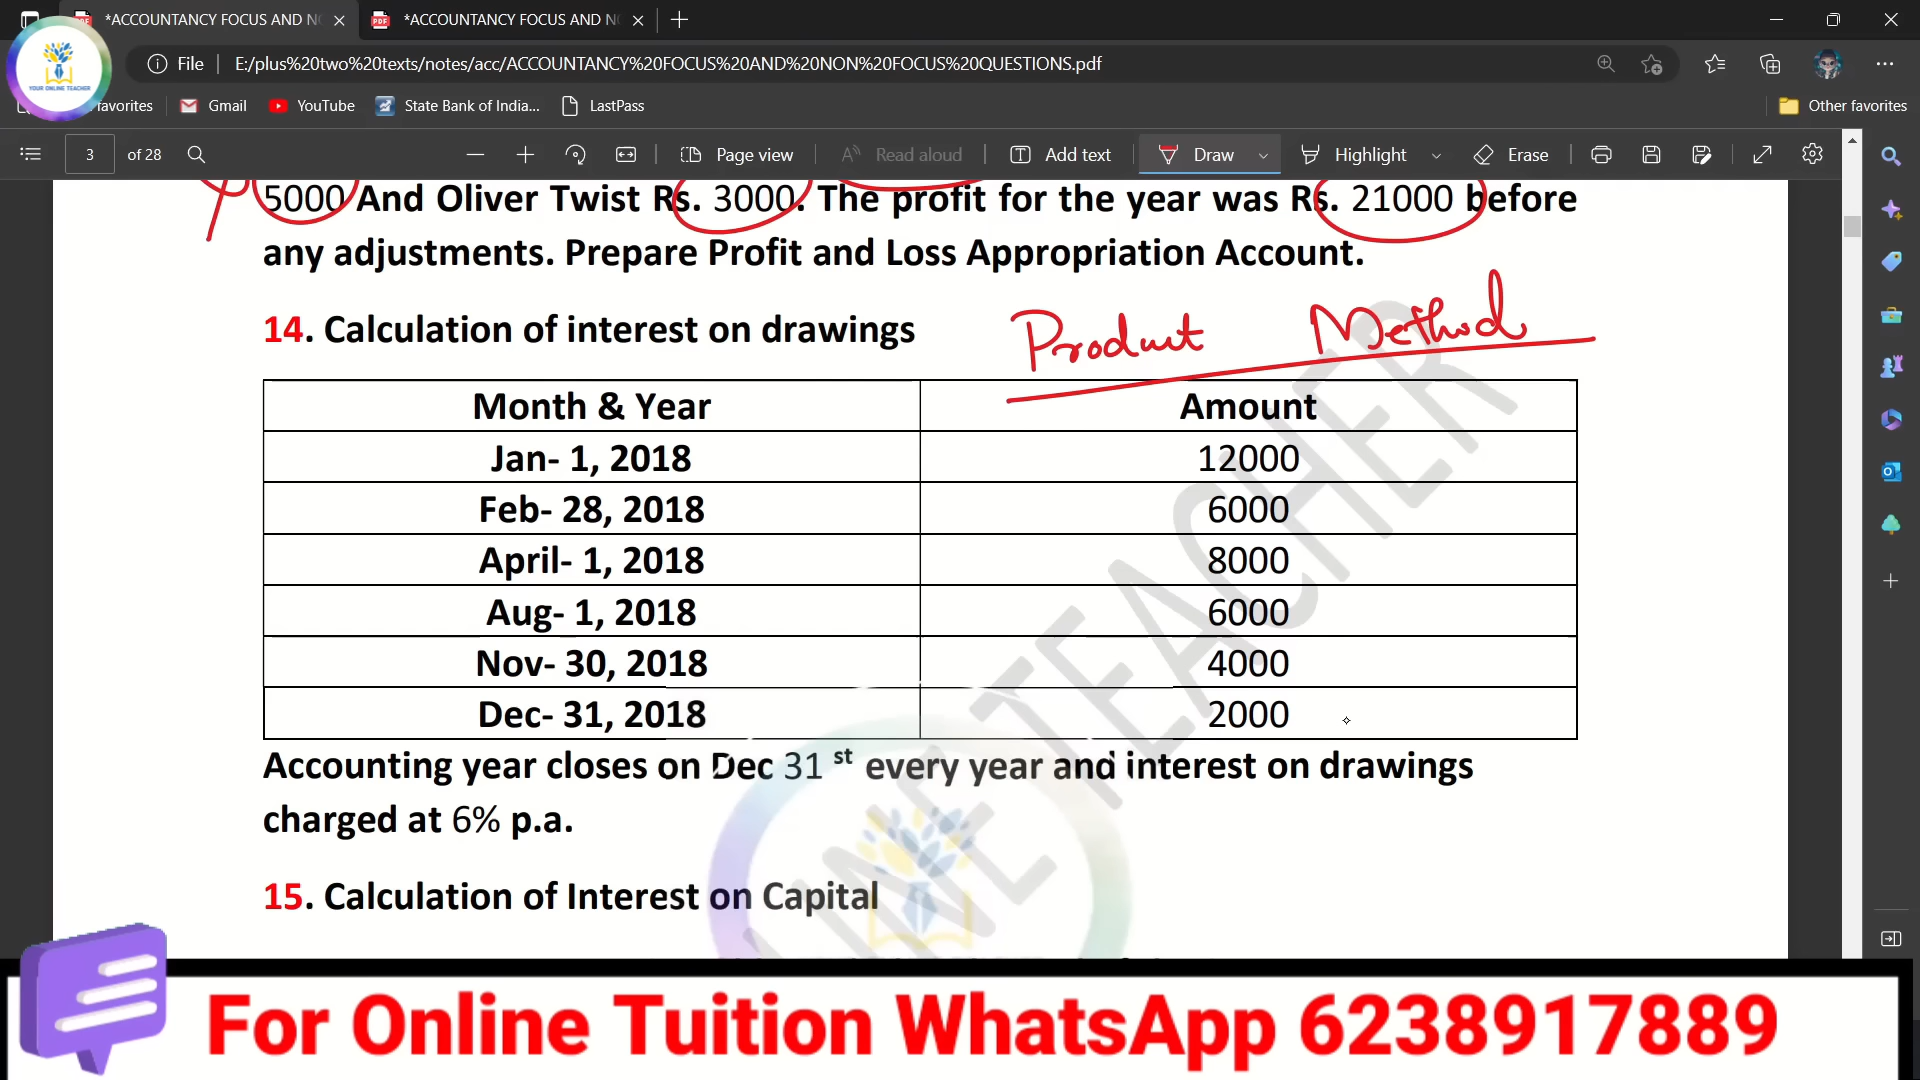 *ACCOUNTANCY FOCUS AND N
*ACCOUNTANCY FOCUS AND N
File
E:/plus%20two%20texts/notes/acc/ACCOUNTANCY%20FOCUS%20AND%20NON%20FOCUS%20QUESTIONS.pdf
YOUR ONLINE TEACHER
favorites
Gmail
YouTube
State Bank of India...
LastPass
Other favorites
3 of 28
Page view
Read aloud
Add text
Draw
Highlight
Erase
5000 And Oliver Twist Rs. 3000. The profit for the year was Rs. 21000 before
any adjustments. Prepare Profit and Loss Appropriation Account.
14. Calculation of interest on drawings
Product Method
Month & Year Amount
Jan- 1, 2018 12000
Feb- 28, 2018 6000
April- 1, 2018 8000
Aug- 1, 2018 6000
Nov- 30, 2018 4000
Dec- 31, 2018 2000
Accounting year closes on Dec 31 st every year and interest on drawings
charged at 6% p.a.
15. Calculation of Interest on Capital
LINE TEACHER
For Online Tuition WhatsApp 6238917889